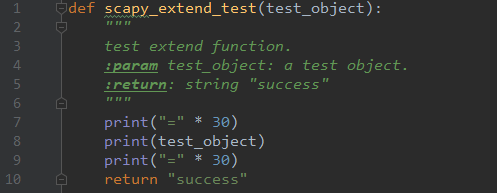 1 def scapy_extend_test(test_object):
2     """
3     test extend function.
4     :param test_object: a test object.
5     :return: string "success"
6     """
7     print("=" * 30)
8     print(test_object)
9     print("=" * 30)
10     return "success"